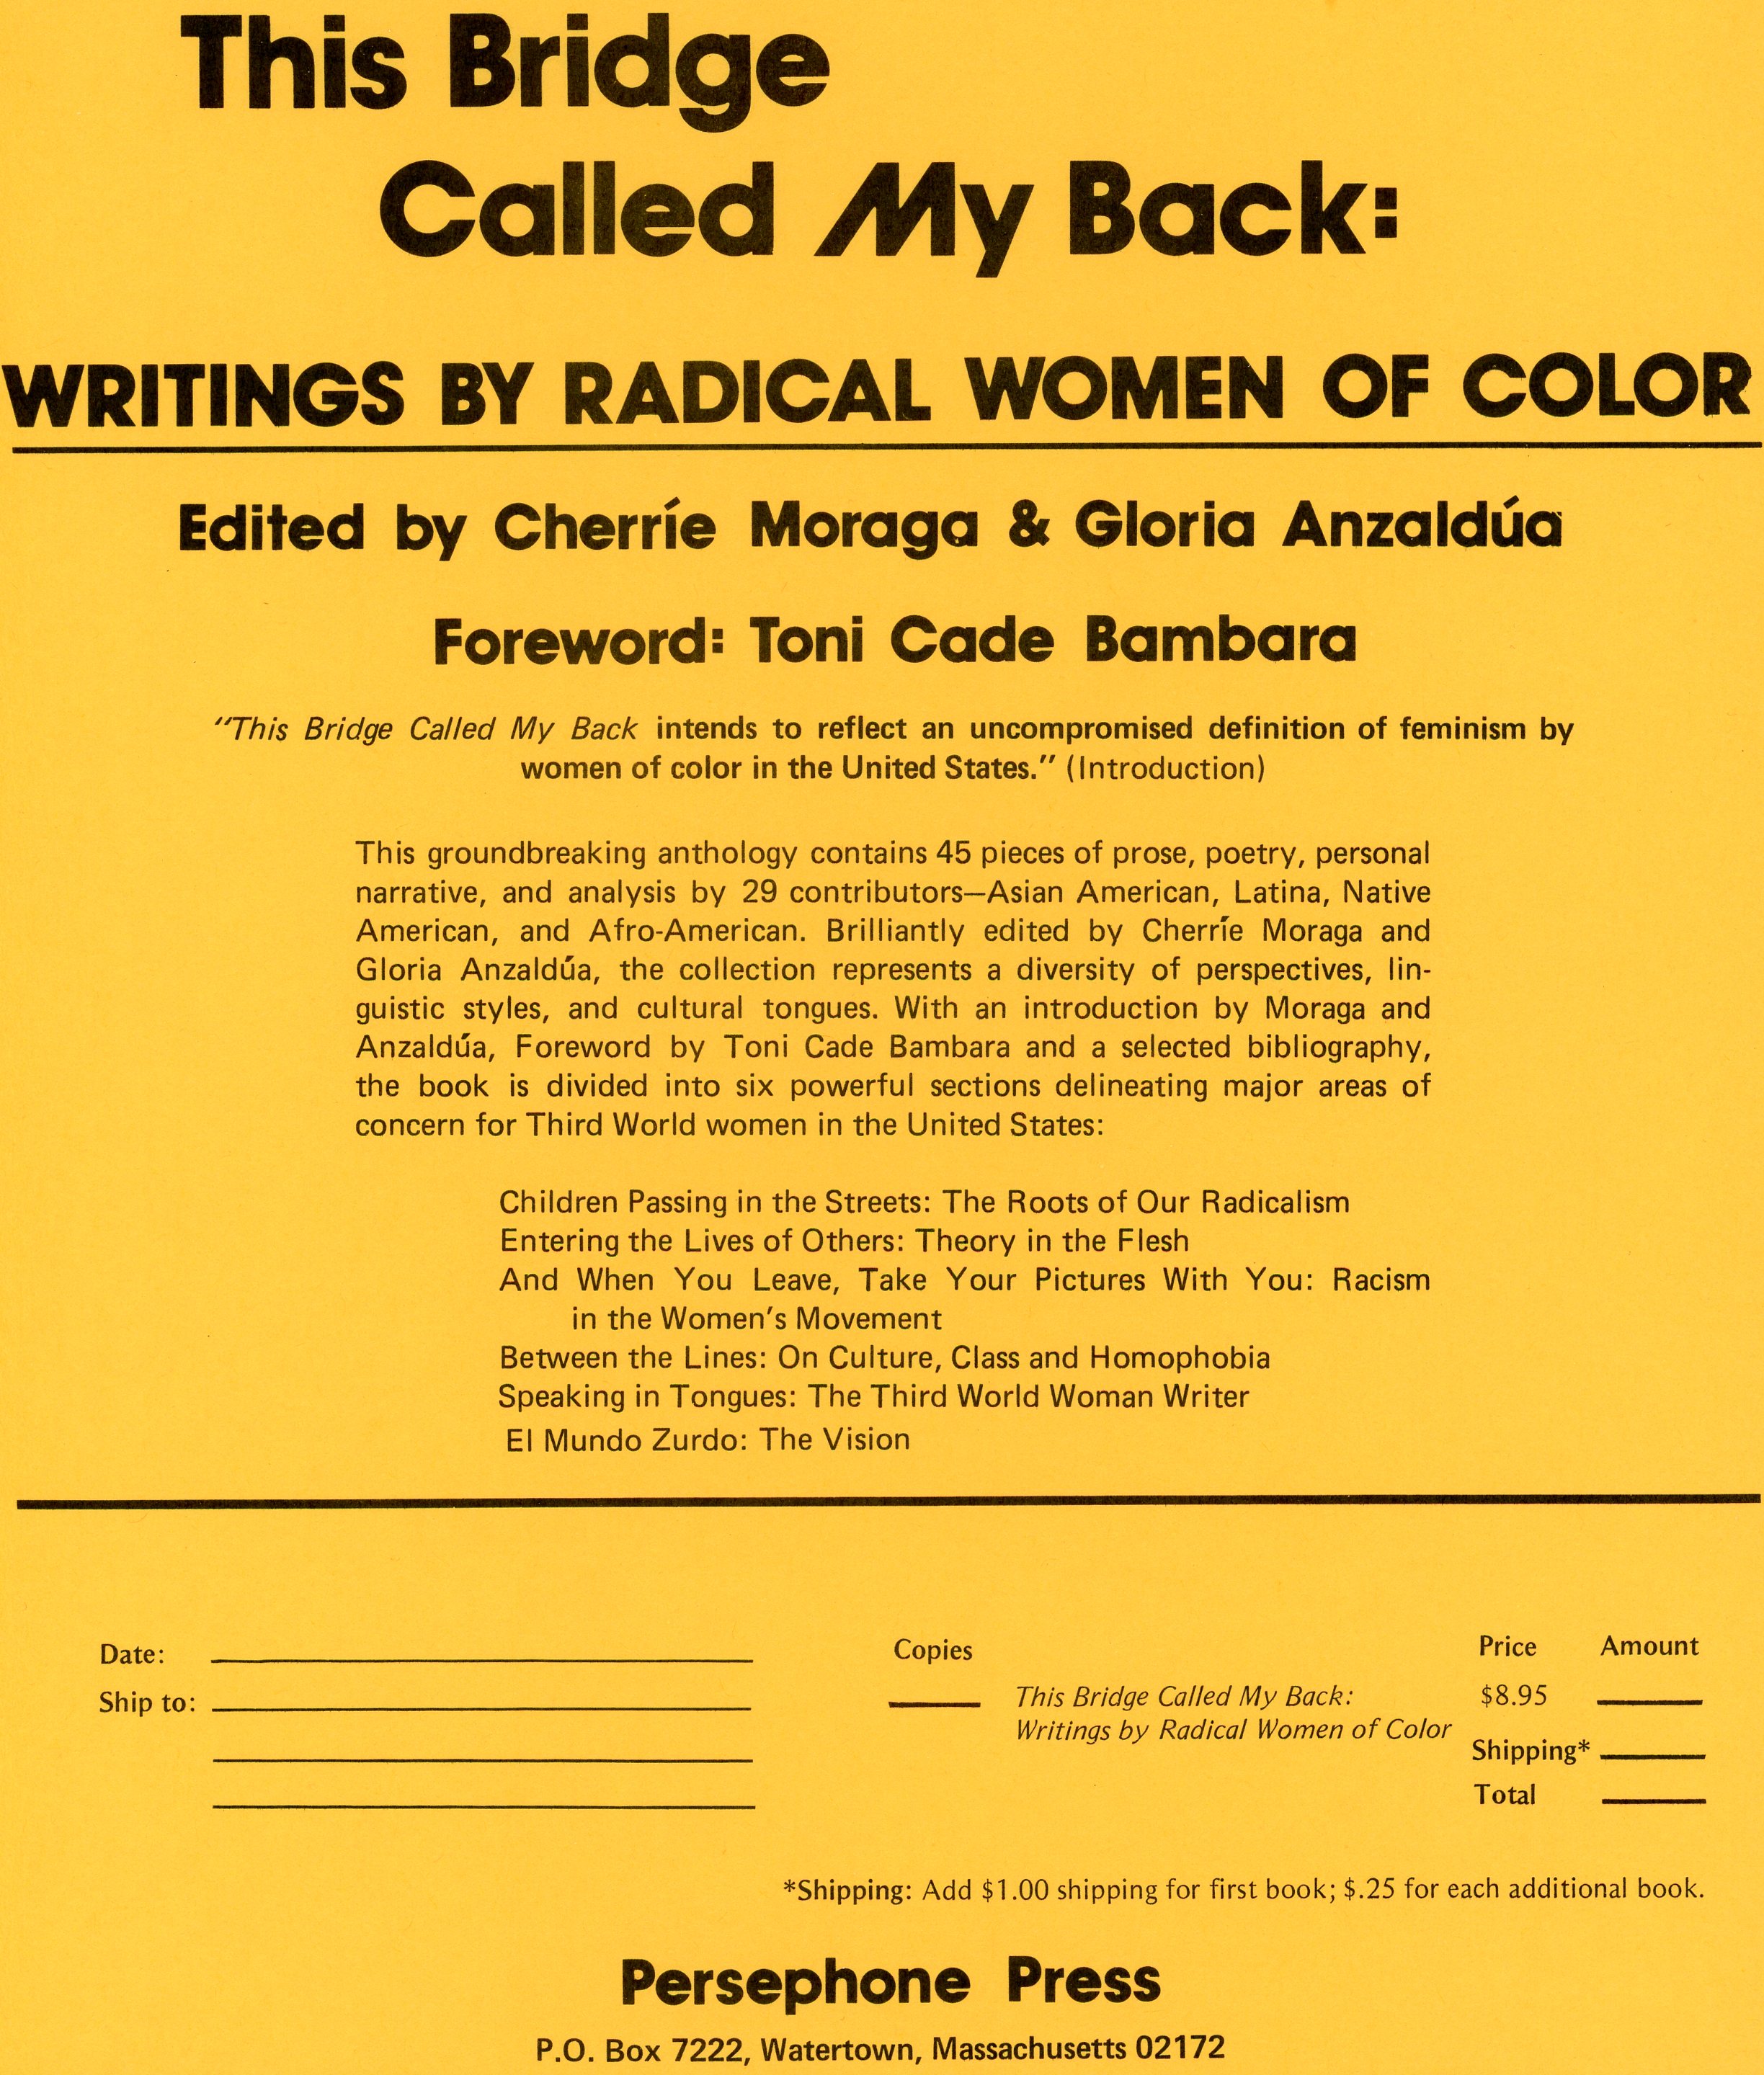 This Bridge
Called My Back:
WRITINGS BY RADICAL WOMEN OF COLOR
Edited by Cherríe Moraga & Gloria Anzaldúa
Foreword: Toni Cade Bambara
"This Bridge Called My Back intends to reflect an uncompromised definition of feminism by
women of color in the United States." (Introduction)
This groundbreaking anthology contains 45 pieces of prose, poetry, personal
narrative, and analysis by 29 contributors—Asian American, Latina, Native
American, and Afro-American. Brilliantly edited by Cherríe Moraga and
Gloria Anzaldúa, the collection represents a diversity of perspectives, lin-
guistic styles, and cultural tongues. With an introduction by Moraga and
Anzaldúa, Foreword by Toni Cade Bambara and a selected bibliography,
the book is divided into six powerful sections delineating major areas of
concern for Third World women in the United States:
Children Passing in the Streets: The Roots of Our Radicalism
Entering the Lives of Others: Theory in the Flesh
And When You Leave, Take Your Pictures With You: Racism
in the Women's Movement
Between the Lines: On Culture, Class and Homophobia
Speaking in Tongues: The Third World Woman Writer
El Mundo Zurdo: The Vision
Date:
Ship to:
Copies
Price Amount
This Bridge Called My Back: $8.95
Writings by Radical Women of Color
Shipping*
Total
*Shipping: Add $1.00 shipping for first book; $.25 for each additional book.
Persephone Press
P.O. Box 7222, Watertown, Massachusetts 02172